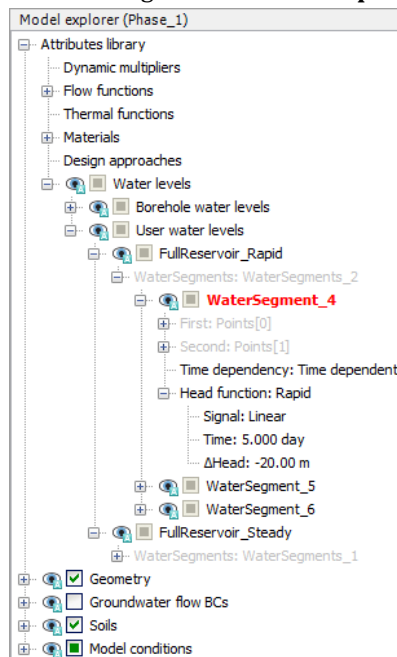 Model explorer (Phase_1)
Attributes library
Dynamic multipliers
Flow functions
Thermal functions
Materials
Design approaches
Water levels
Borehole water levels
User water levels
FullReservoir_Rapid
WaterSegments: WaterSegments_2
WaterSegment_4
First: Points[0]
Second: Points[1]
Time dependency: Time dependent
Head function: Rapid
Signal: Linear
Time: 5.000 day
ΔHead: -20.00 m
WaterSegment_5
WaterSegment_6
FullReservoir_Steady
WaterSegments: WaterSegments_1
Geometry
Groundwater flow BCs
Soils
Model conditions